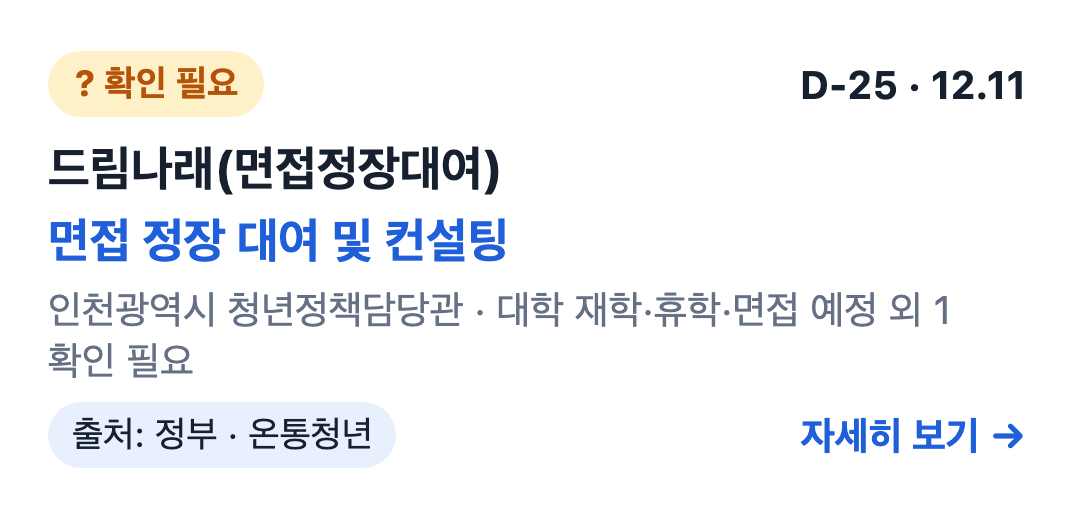 ? 확인 필요
D-25 · 12.11
드림나래(면접정장대여)
면접 정장 대여 및 컨설팅
인천광역시 청년정책담당관 · 대학 재학·휴학·면접 예정 외 1
확인 필요
출처: 정부 · 온통청년
자세히 보기 →